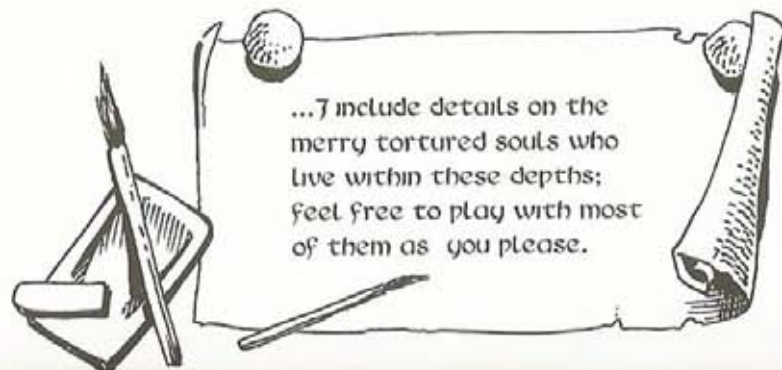 ...I include details on the
merry tortured souls who
live within these depths;
feel free to play with most
of them as you please.